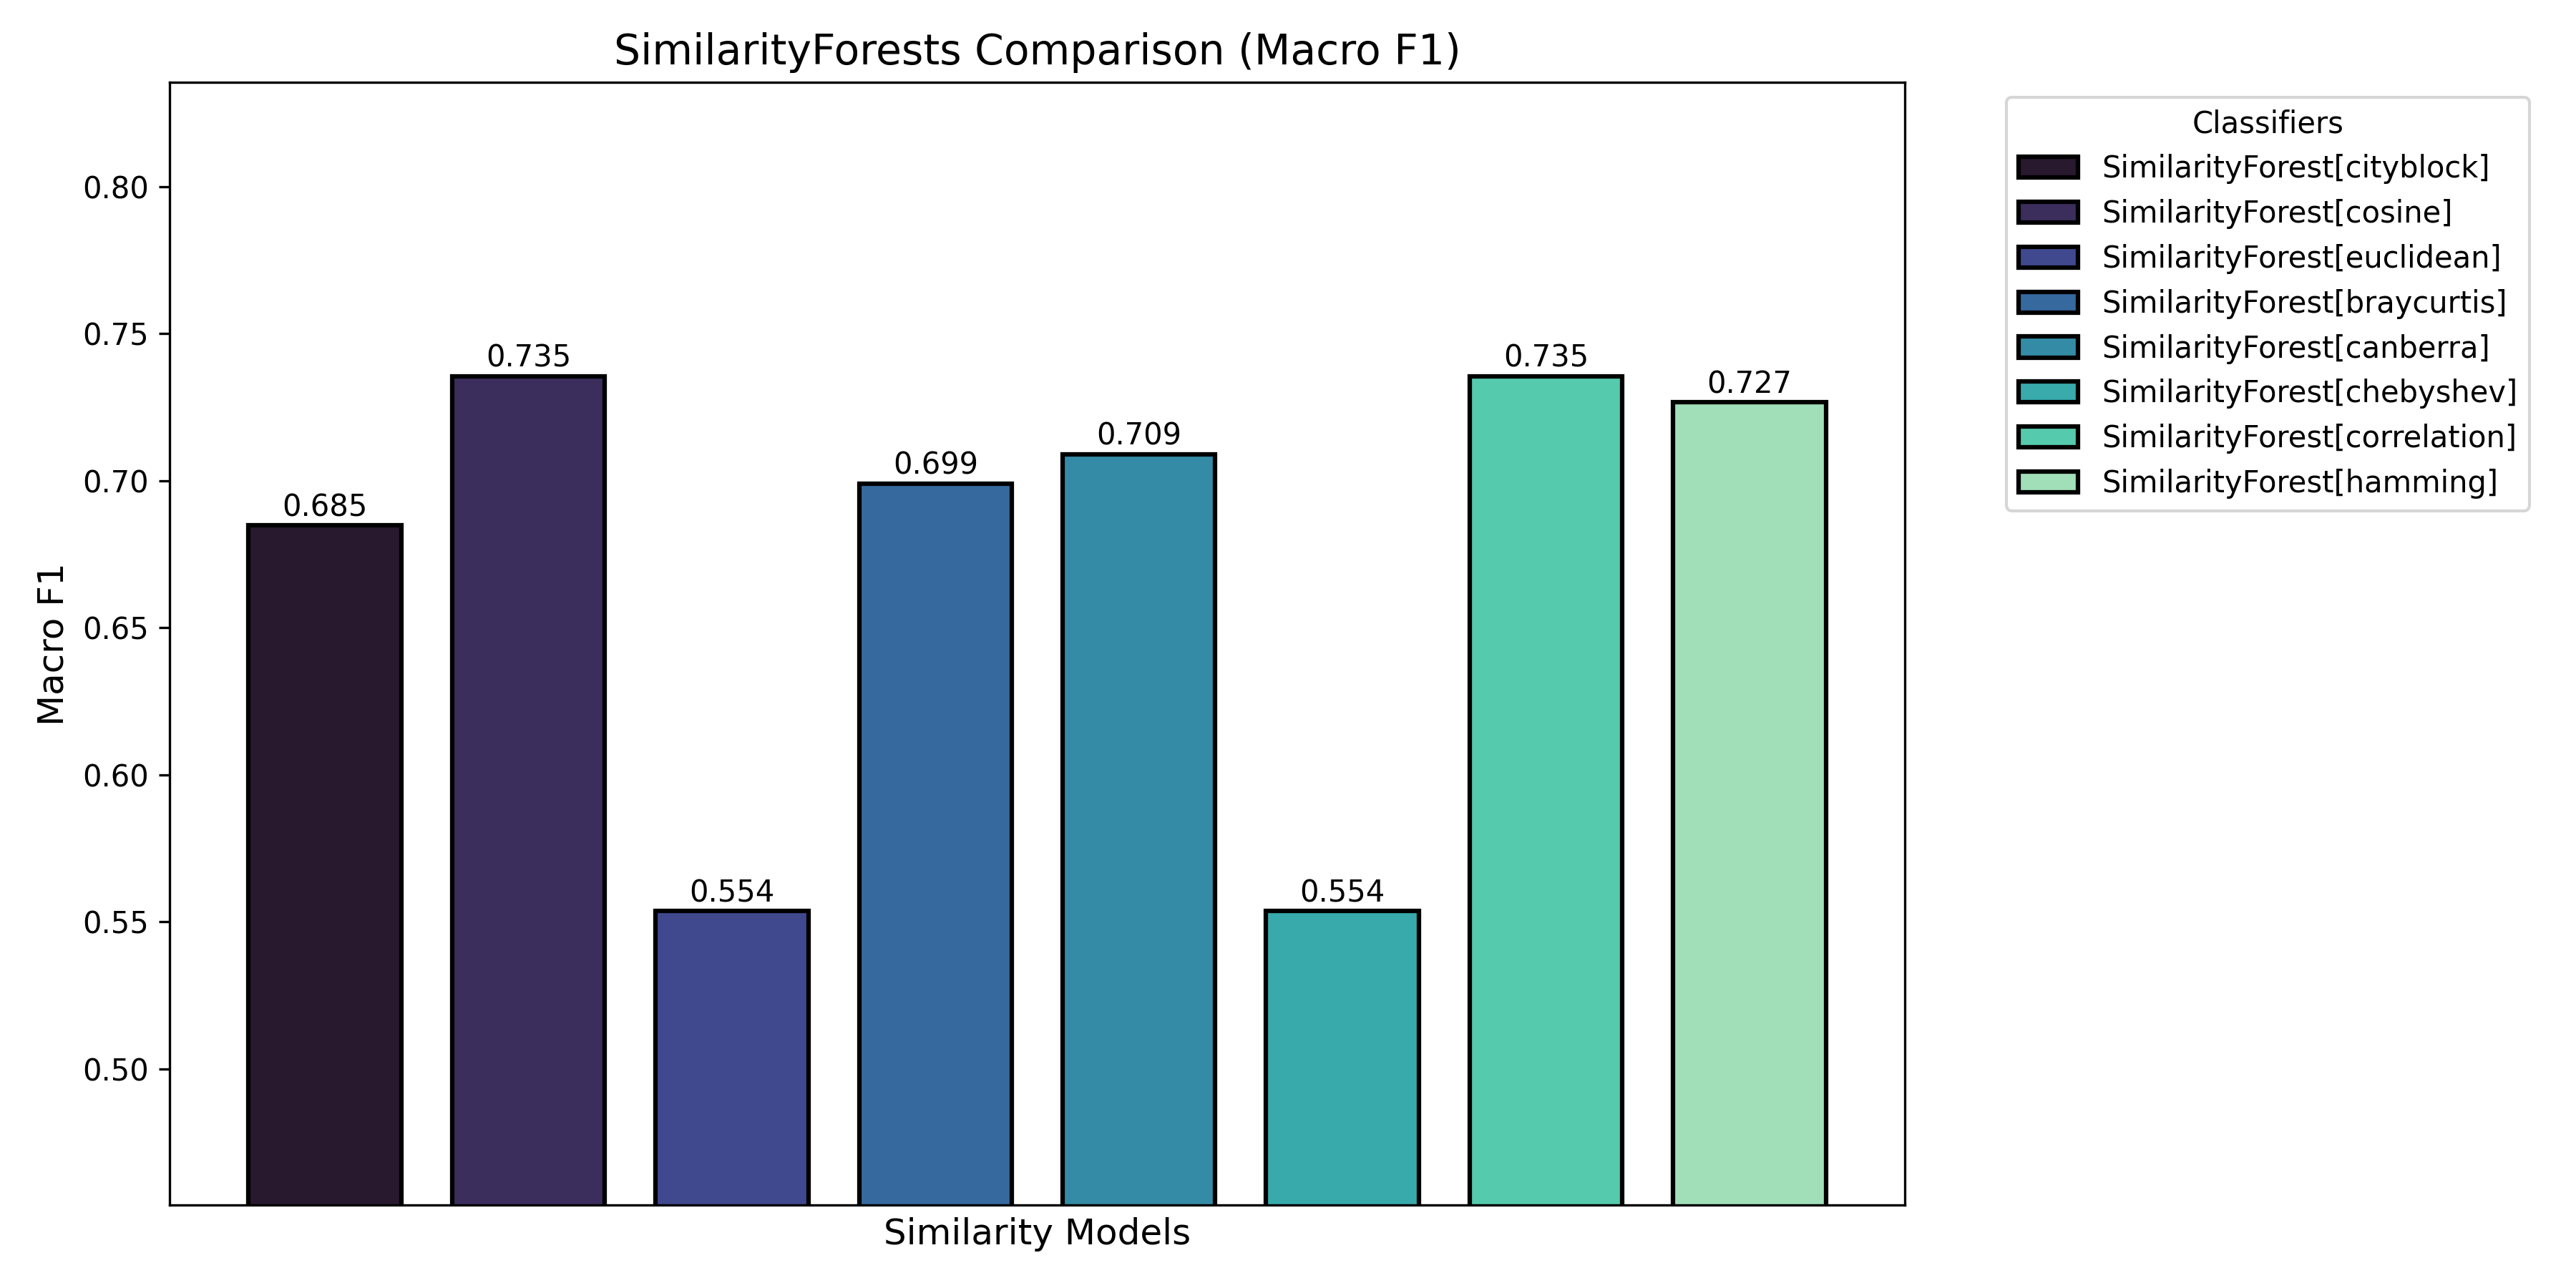 SimilarityForests Comparison (Macro F1)
Macro F1
0.80
0.75
0.70
0.65
0.60
0.55
0.50
0.685
0.735
0.554
0.699
0.709
0.554
0.735
0.727
Similarity Models
Classifiers
SimilarityForest[cityblock]
SimilarityForest[cosine]
SimilarityForest[euclidean]
SimilarityForest[braycurtis]
SimilarityForest[canberra]
SimilarityForest[chebyshev]
SimilarityForest[correlation]
SimilarityForest[hamming]